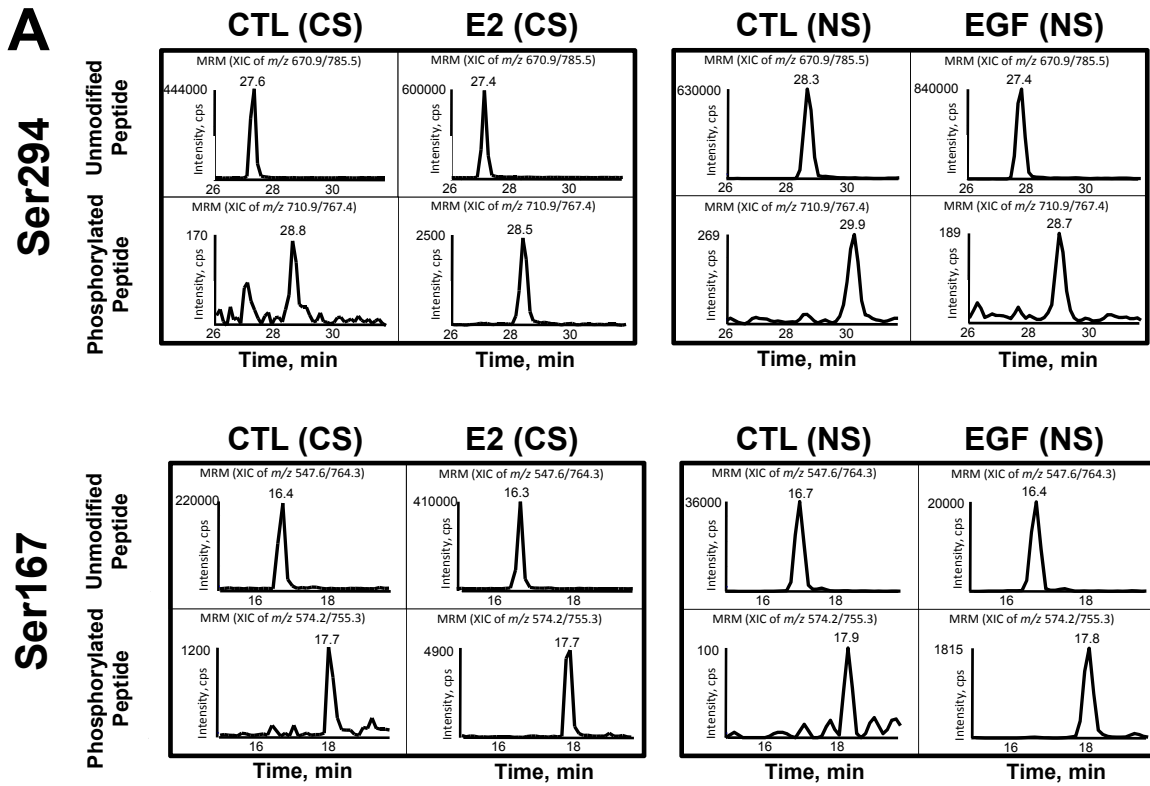 A
CTL (CS)
E2 (CS)
CTL (NS)
EGF (NS)
Ser294
Unmodified
Peptide
MRM (XIC of m/z 670.9/785.5)
444000
27.6
Intensity, cps
26 28 30
MRM (XIC of m/z 670.9/785.5)
600000
27.4
Intensity, cps
26 28 30
MRM (XIC of m/z 670.9/785.5)
630000
28.3
Intensity, cps
26 28 30
MRM (XIC of m/z 670.9/785.5)
840000
27.4
Intensity, cps
26 28 30
Phosphorylated
Peptide
MRM (XIC of m/z 710.9/767.4)
170
28.8
Intensity, cps
26 28 30
MRM (XIC of m/z 710.9/767.4)
2500
28.5
Intensity, cps
26 28 30
MRM (XIC of m/z 710.9/767.4)
269
29.9
Intensity, cps
26 28 30
MRM (XIC of m/z 710.9/767.4)
189
28.7
Intensity, cps
26 28 30
Time, min
Time, min
Time, min
Time, min
CTL (CS)
E2 (CS)
CTL (NS)
EGF (NS)
Ser167
Unmodified
Peptide
MRM (XIC of m/z 547.6/764.3)
220000
16.4
Intensity, cps
16 18
MRM (XIC of m/z 547.6/764.3)
410000
16.3
Intensity, cps
16 18
MRM (XIC of m/z 547.6/764.3)
36000
16.7
Intensity, cps
16 18
MRM (XIC of m/z 547.6/764.3)
20000
16.4
Intensity, cps
16 18
Phosphorylated
Peptide
MRM (XIC of m/z 574.2/755.3)
1200
17.7
Intensity, cps
16 18
MRM (XIC of m/z 574.2/755.3)
4900
17.7
Intensity, cps
16 18
MRM (XIC of m/z 574.2/755.3)
100
17.9
Intensity, cps
16 18
MRM (XIC of m/z 574.2/755.3)
1815
17.8
Intensity, cps
16 18
Time, min
Time, min
Time, min
Time, min